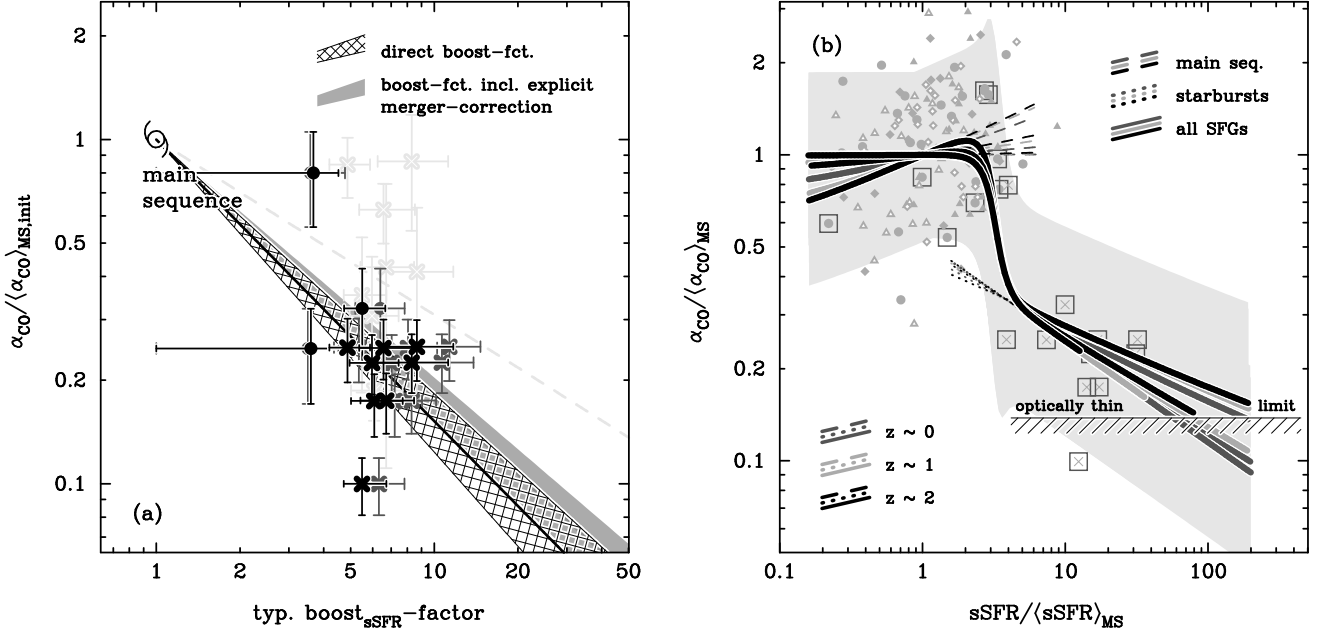 2
1
0.5
0.2
0.1
α_CO/⟨α_CO⟩_MS,init
direct boost-fct.
boost-fct. incl. explicit
merger-correction
main
sequence
(a)
1
2
5
10
20
50
typ. boost_sSFR-factor
2
1
0.5
0.2
0.1
α_CO/⟨α_CO⟩_MS
(b)
main seq.
starbursts
all SFGs
optically thin
limit
z ~ 0
z ~ 1
z ~ 2
0.1
1
10
100
sSFR/⟨sSFR⟩_MS